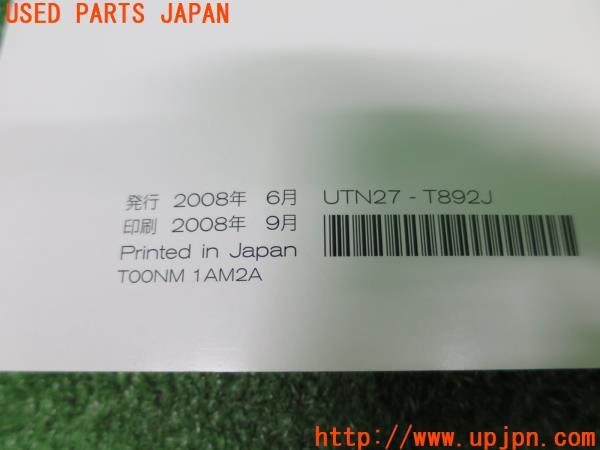 USED PARTS JAPAN
発行 2008年 6月 UTN27 - T892J
印刷 2008年 9月
Printed in Japan
T00NM 1AM2A
http://www.upjpn.com/